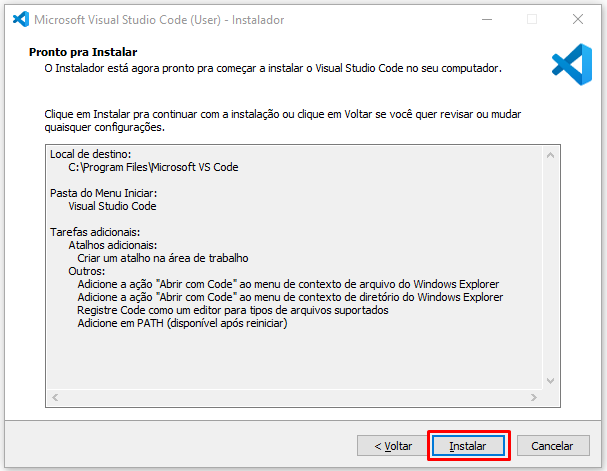 Microsoft Visual Studio Code (User) - Instalador
Pronto pra Instalar
O Instalador está agora pronto pra começar a instalar o Visual Studio Code no seu computador.
Clique em Instalar pra continuar com a instalação ou clique em Voltar se você quer revisar ou mudar
quaisquer configurações.
Local de destino:
C:\Program Files\Microsoft VS Code
Pasta do Menu Iniciar:
Visual Studio Code
Tarefas adicionais:
Atalhos adicionais:
Criar um atalho na área de trabalho
Outros:
Adicione a ação "Abrir com Code" ao menu de contexto de arquivo do Windows Explorer
Adicione a ação "Abrir com Code" ao menu de contexto de diretório do Windows Explorer
Registre Code como um editor para tipos de arquivos suportados
Adicione em PATH (disponível após reiniciar)
< Voltar
Instalar
Cancelar